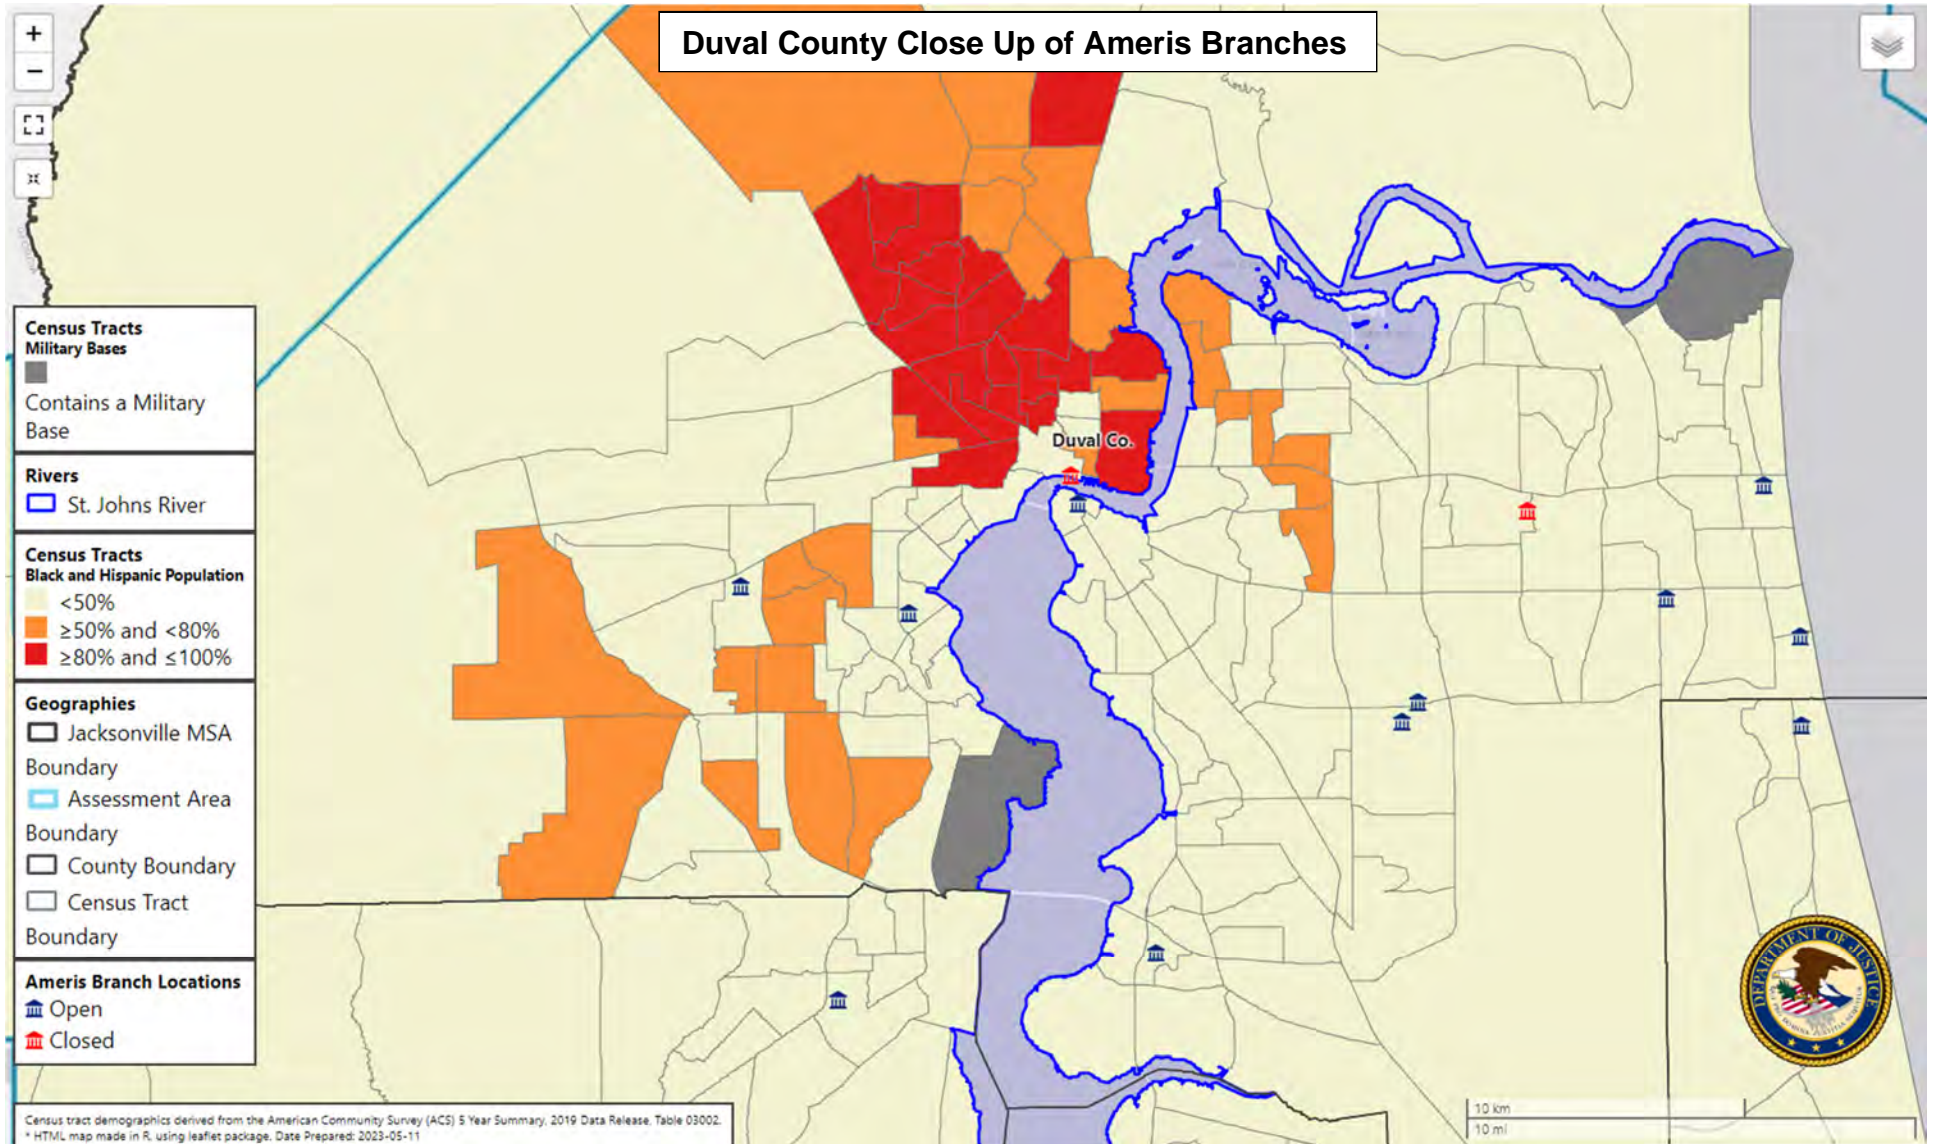 Duval County Close Up of Ameris Branches
+
−
Census Tracts
Military Bases
Contains a Military
Base
Rivers
St. Johns River
Census Tracts
Black and Hispanic Population
<50%
≥50% and <80%
≥80% and ≤100%
Geographies
Jacksonville MSA
Boundary
Assessment Area
Boundary
County Boundary
Census Tract
Boundary
Ameris Branch Locations
Open
Closed
Duval Co.
DEPARTMENT OF JUSTICE
10 km
10 mi
Census tract demographics derived from the American Community Survey (ACS) 5 Year Summary, 2019 Data Release, Table 03002.
* HTML map made in R, using leaflet package. Date Prepared: 2023-05-11